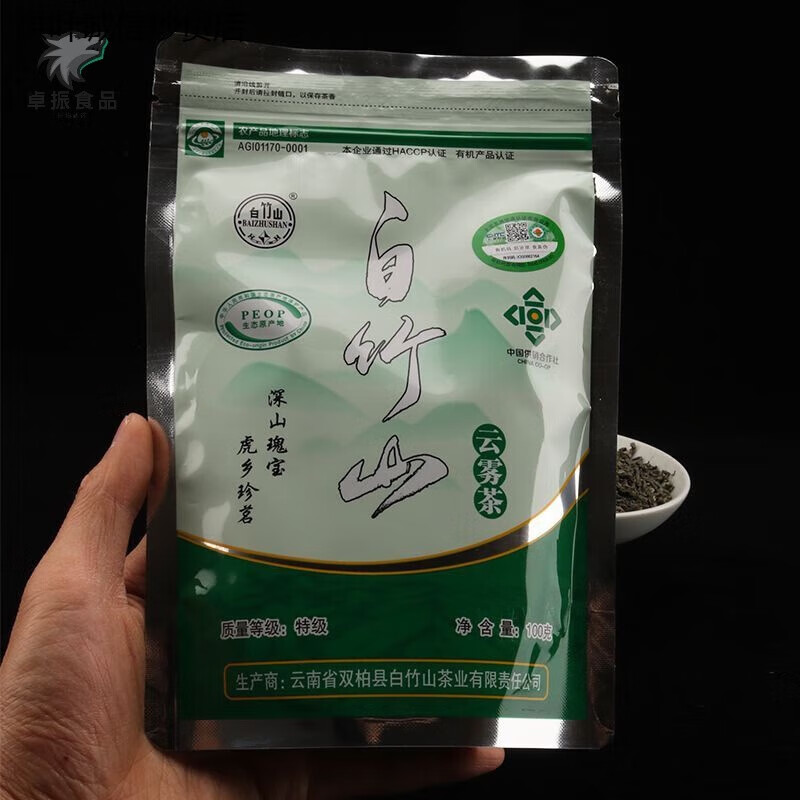 卓振食品
请沿线剪开
开封后请拉封链口，以保存茶香
农产品地理标志
AGI01170-0001
本企业通过HACCP认证 有机产品认证
白竹山
BAIZHUSHAN
®
PEOP
生态原产地
白竹山
云雾茶
深山瑰宝
虎乡珍茗
中国供销合作社
CHINA CO-OP
质量等级：特级
净含量：100克
生产商：云南省双柏县白竹山茶业有限责任公司